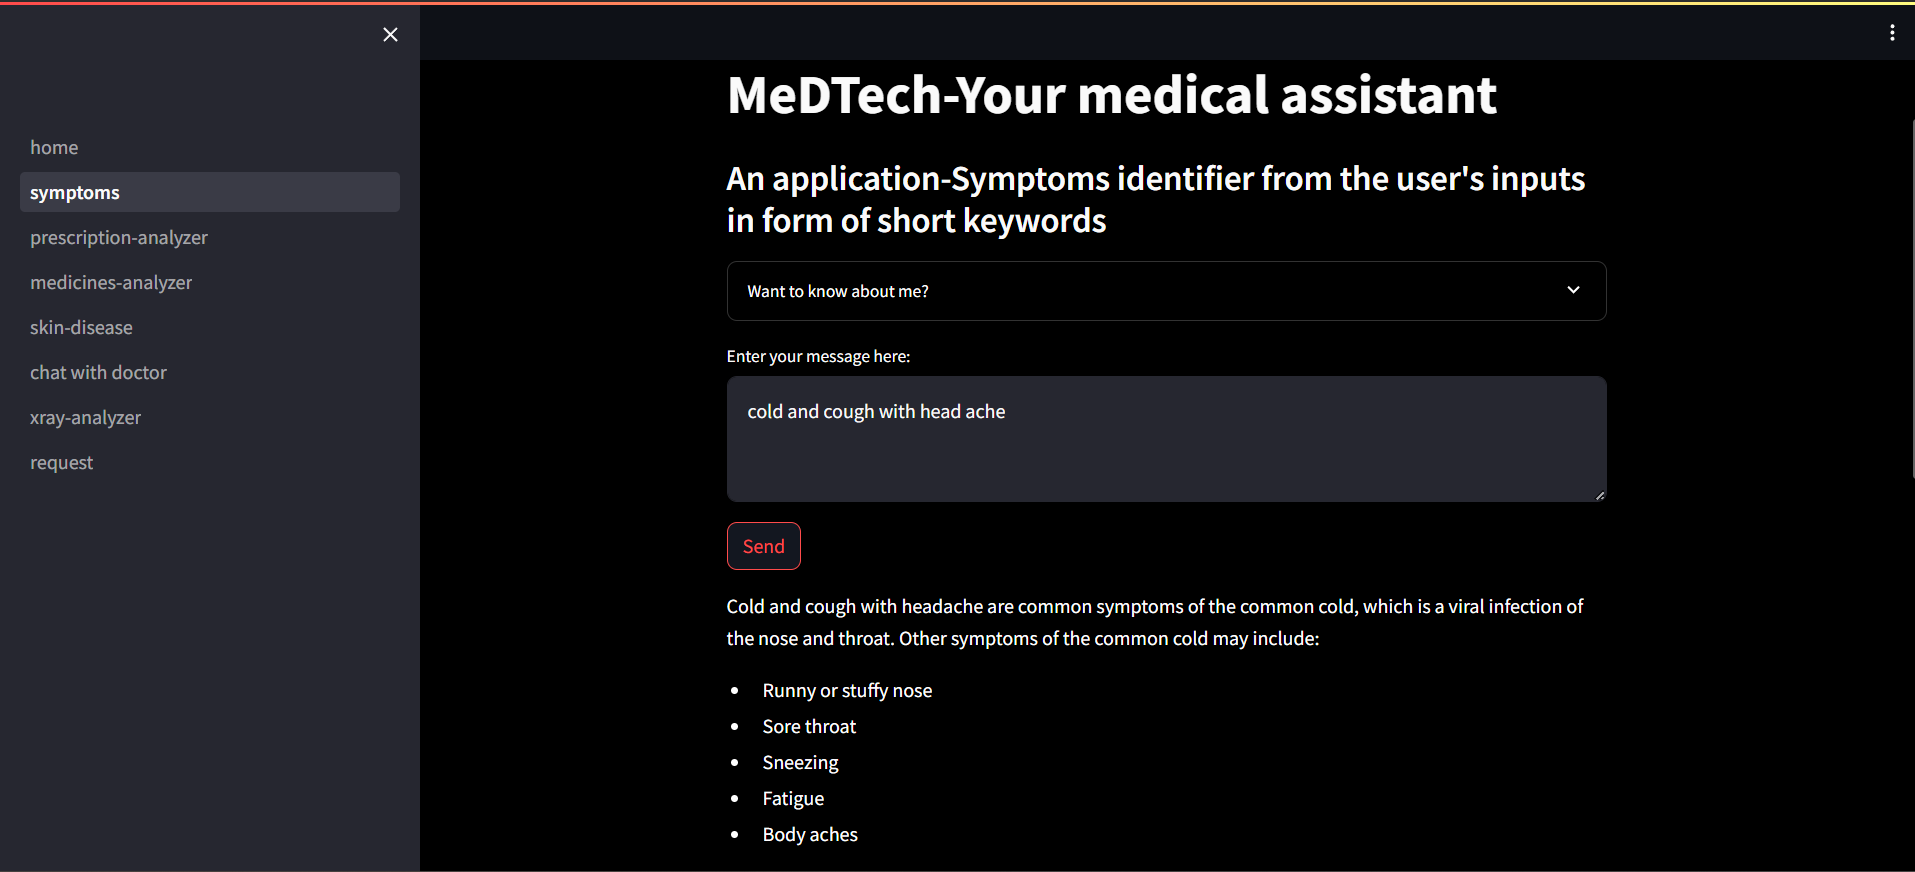 home
symptoms
prescription-analyzer
medicines-analyzer
skin-disease
chat with doctor
xray-analyzer
request
MeDTech-Your medical assistant
An application-Symptoms identifier from the user's inputs
in form of short keywords
Want to know about me?
Enter your message here:
cold and cough with head ache
Send
Cold and cough with headache are common symptoms of the common cold, which is a viral infection of
the nose and throat. Other symptoms of the common cold may include:
Runny or stuffy nose
Sore throat
Sneezing
Fatigue
Body aches